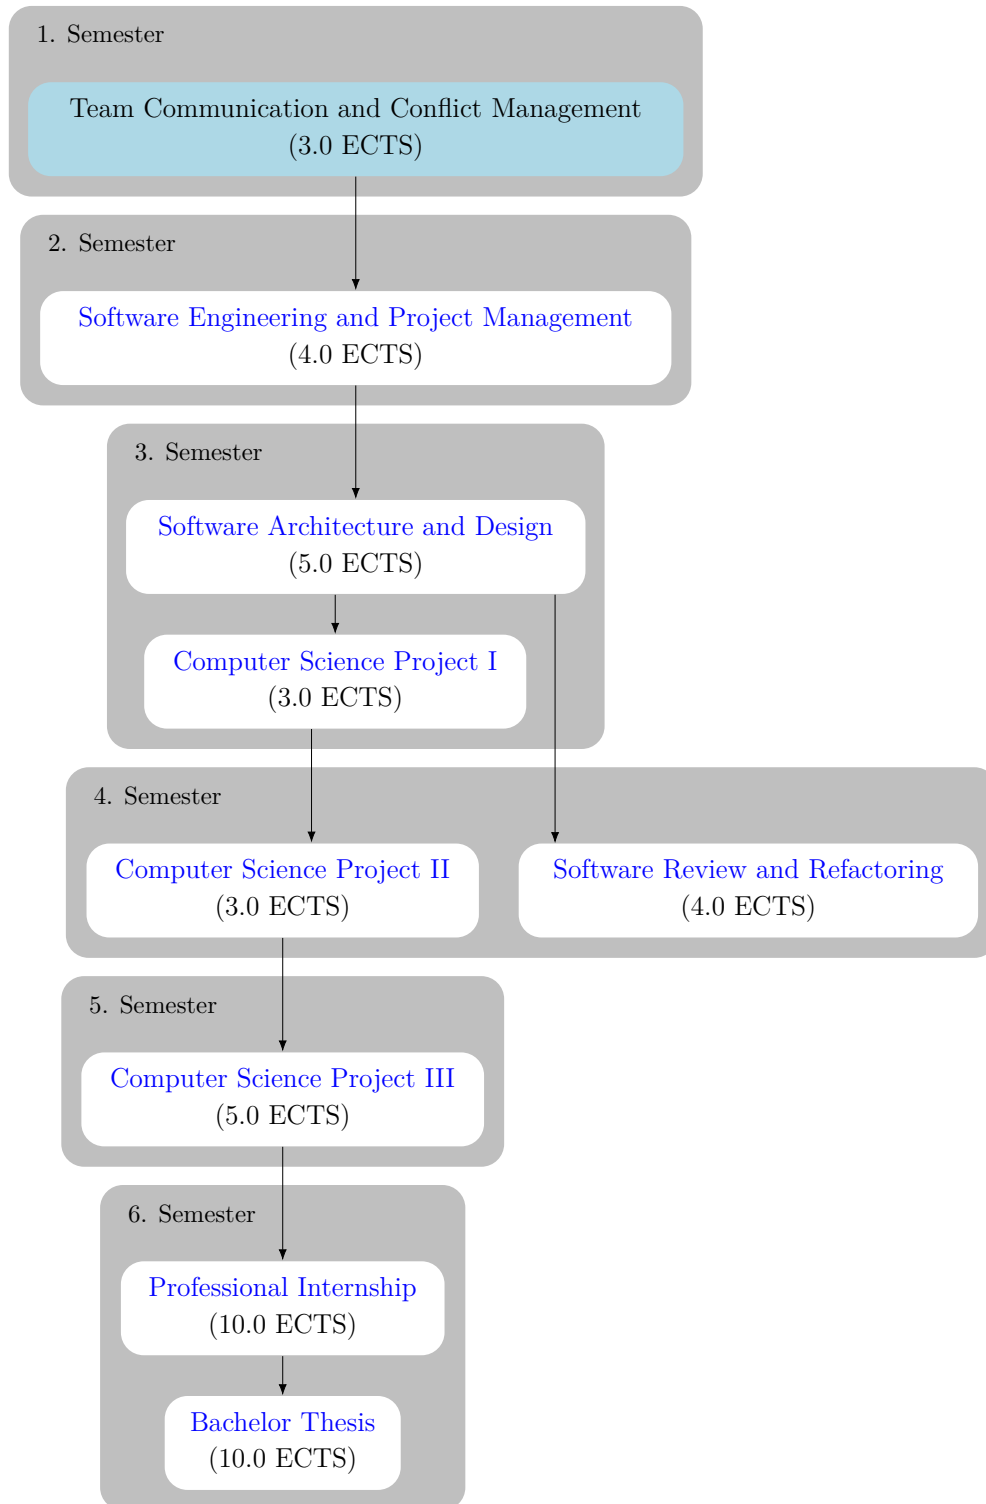 1. Semester
Team Communication and Conflict Management
(3.0 ECTS)
2. Semester
Software Engineering and Project Management
(4.0 ECTS)
3. Semester
Software Architecture and Design
(5.0 ECTS)
Computer Science Project I
(3.0 ECTS)
4. Semester
Computer Science Project II
(3.0 ECTS)
Software Review and Refactoring
(4.0 ECTS)
5. Semester
Computer Science Project III
(5.0 ECTS)
6. Semester
Professional Internship
(10.0 ECTS)
Bachelor Thesis
(10.0 ECTS)